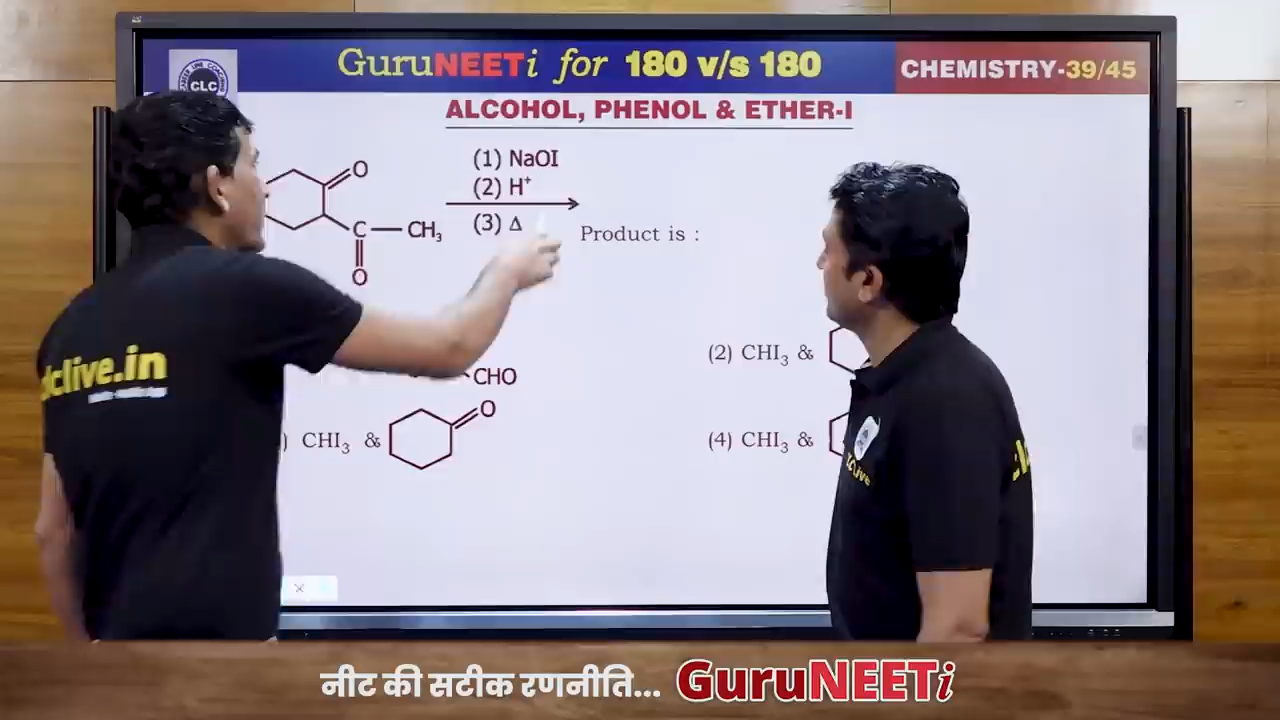 GuruNEETi for 180 v/s 180
CHEMISTRY-39/45
CLC
ALCOHOL, PHENOL & ETHER-I
(1) NaOI
(2) H⁺
(3) Δ
O
C — CH₃
O
Product is :
(2) CHI₃ &
CHO
) CHI₃ &
O
(4) CHI₃ &
clive.in
नीट की सटीक रणनीति... GuruNEETi